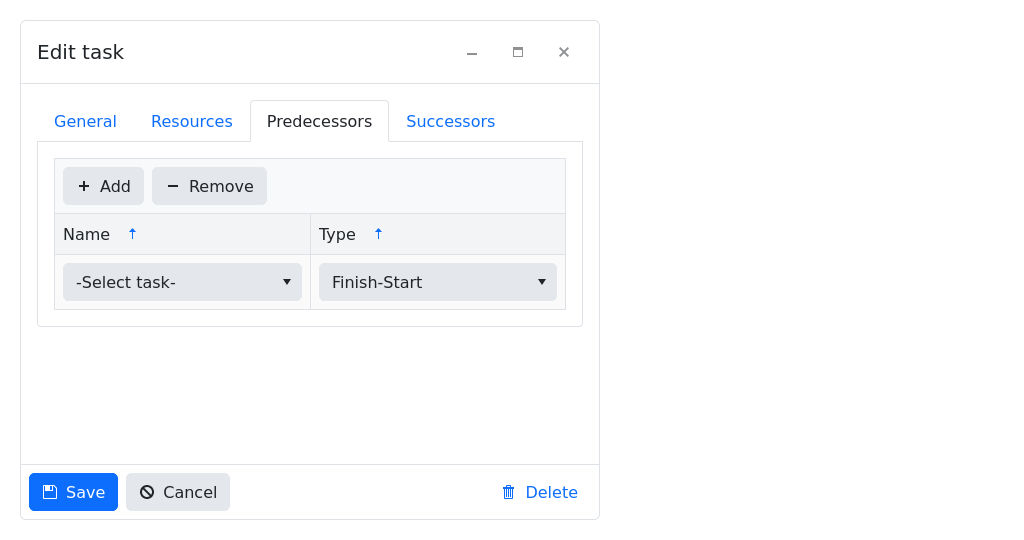 Edit task
General Resources Predecessors Successors
Add Remove
Name Type
-Select task- Finish-Start
Save Cancel Delete